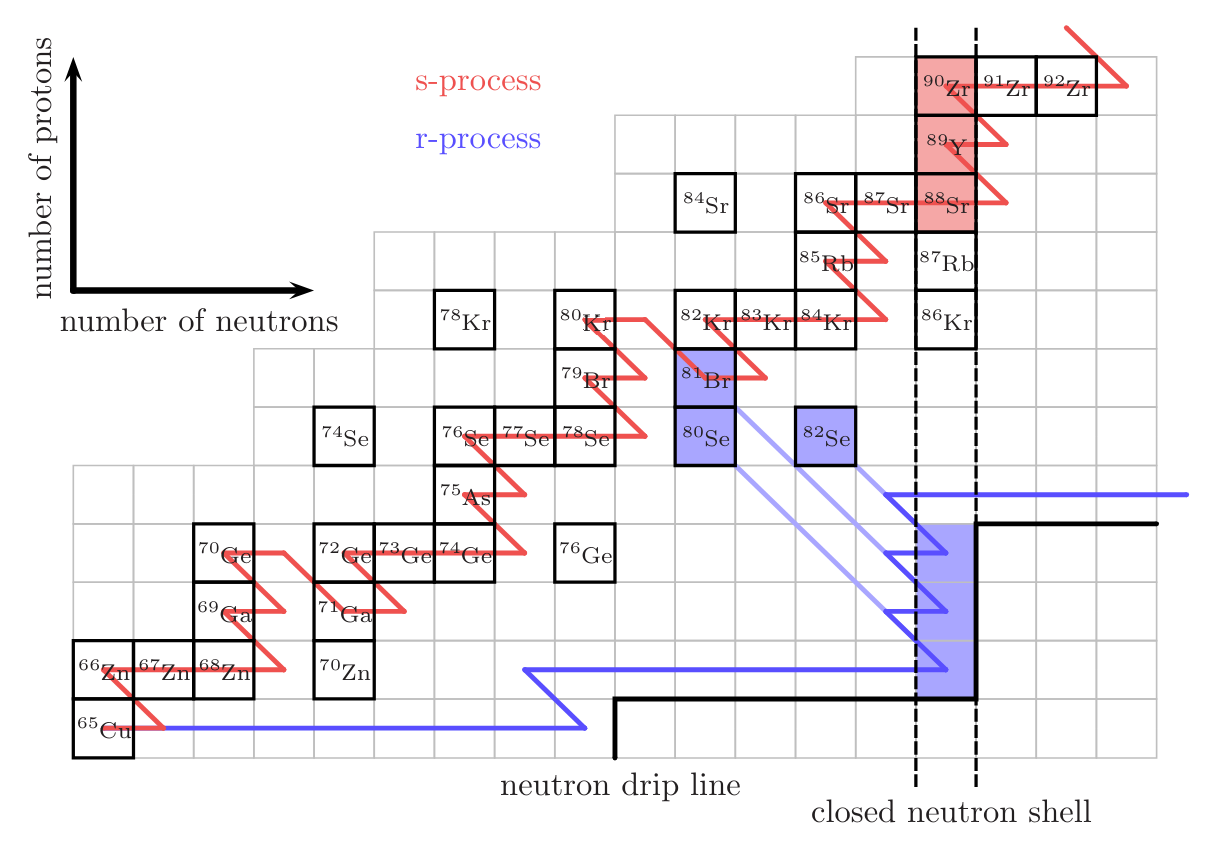 s-process
r-process
number of protons
number of neutrons
⁹⁰Zr ⁹¹Zr ⁹²Zr
⁸⁹Y
⁸⁴Sr ⁸⁶Sr ⁸⁷Sr ⁸⁸Sr
⁸⁵Rb ⁸⁷Rb
⁷⁸Kr ⁸⁰Kr ⁸²Kr ⁸³Kr ⁸⁴Kr ⁸⁶Kr
⁷⁹Br ⁸¹Br
⁷⁴Se ⁷⁶Se ⁷⁷Se ⁷⁸Se ⁸⁰Se ⁸²Se
⁷⁵As
⁷⁰Ge ⁷²Ge ⁷³Ge ⁷⁴Ge ⁷⁶Ge
⁶⁹Ga ⁷¹Ga
⁶⁶Zn ⁶⁷Zn ⁶⁸Zn ⁷⁰Zn
⁶⁵Cu
neutron drip line
closed neutron shell